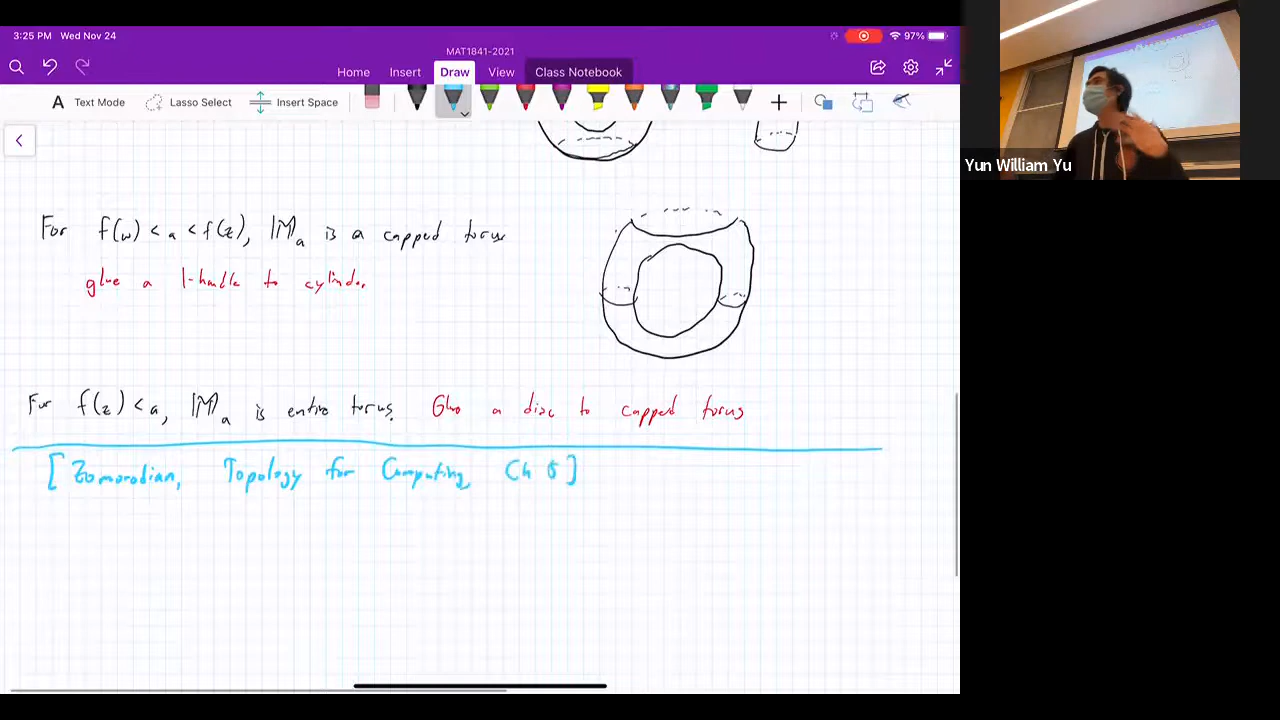 3:25 PM Wed Nov 24
97%
MAT1841-2021
Home Insert Draw View Class Notebook
Text Mode Lasso Select Insert Space
Yun William Yu
For f(w) < a < f(z), 𝕄a is a capped torus
glue a 1-handle to cylinder
For f(z) < a, 𝕄a is entire torus. Glue a disc to capped torus
[Zomorodian, Topology for Computing, Ch 5]